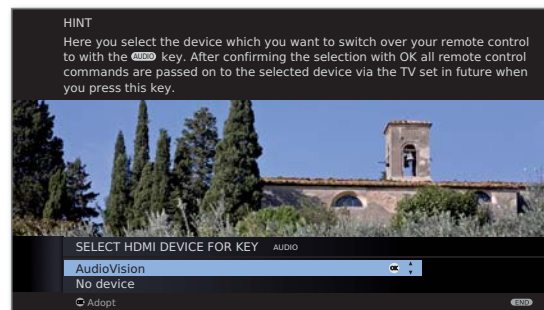 HINT
Here you select the device which you want to switch over your remote control
to with the AUDIO key. After confirming the selection with OK all remote control
commands are passed on to the selected device via the TV set in future when
you press this key.
SELECT HDMI DEVICE FOR KEY AUDIO
AudioVision OK
No device
OK Adopt END